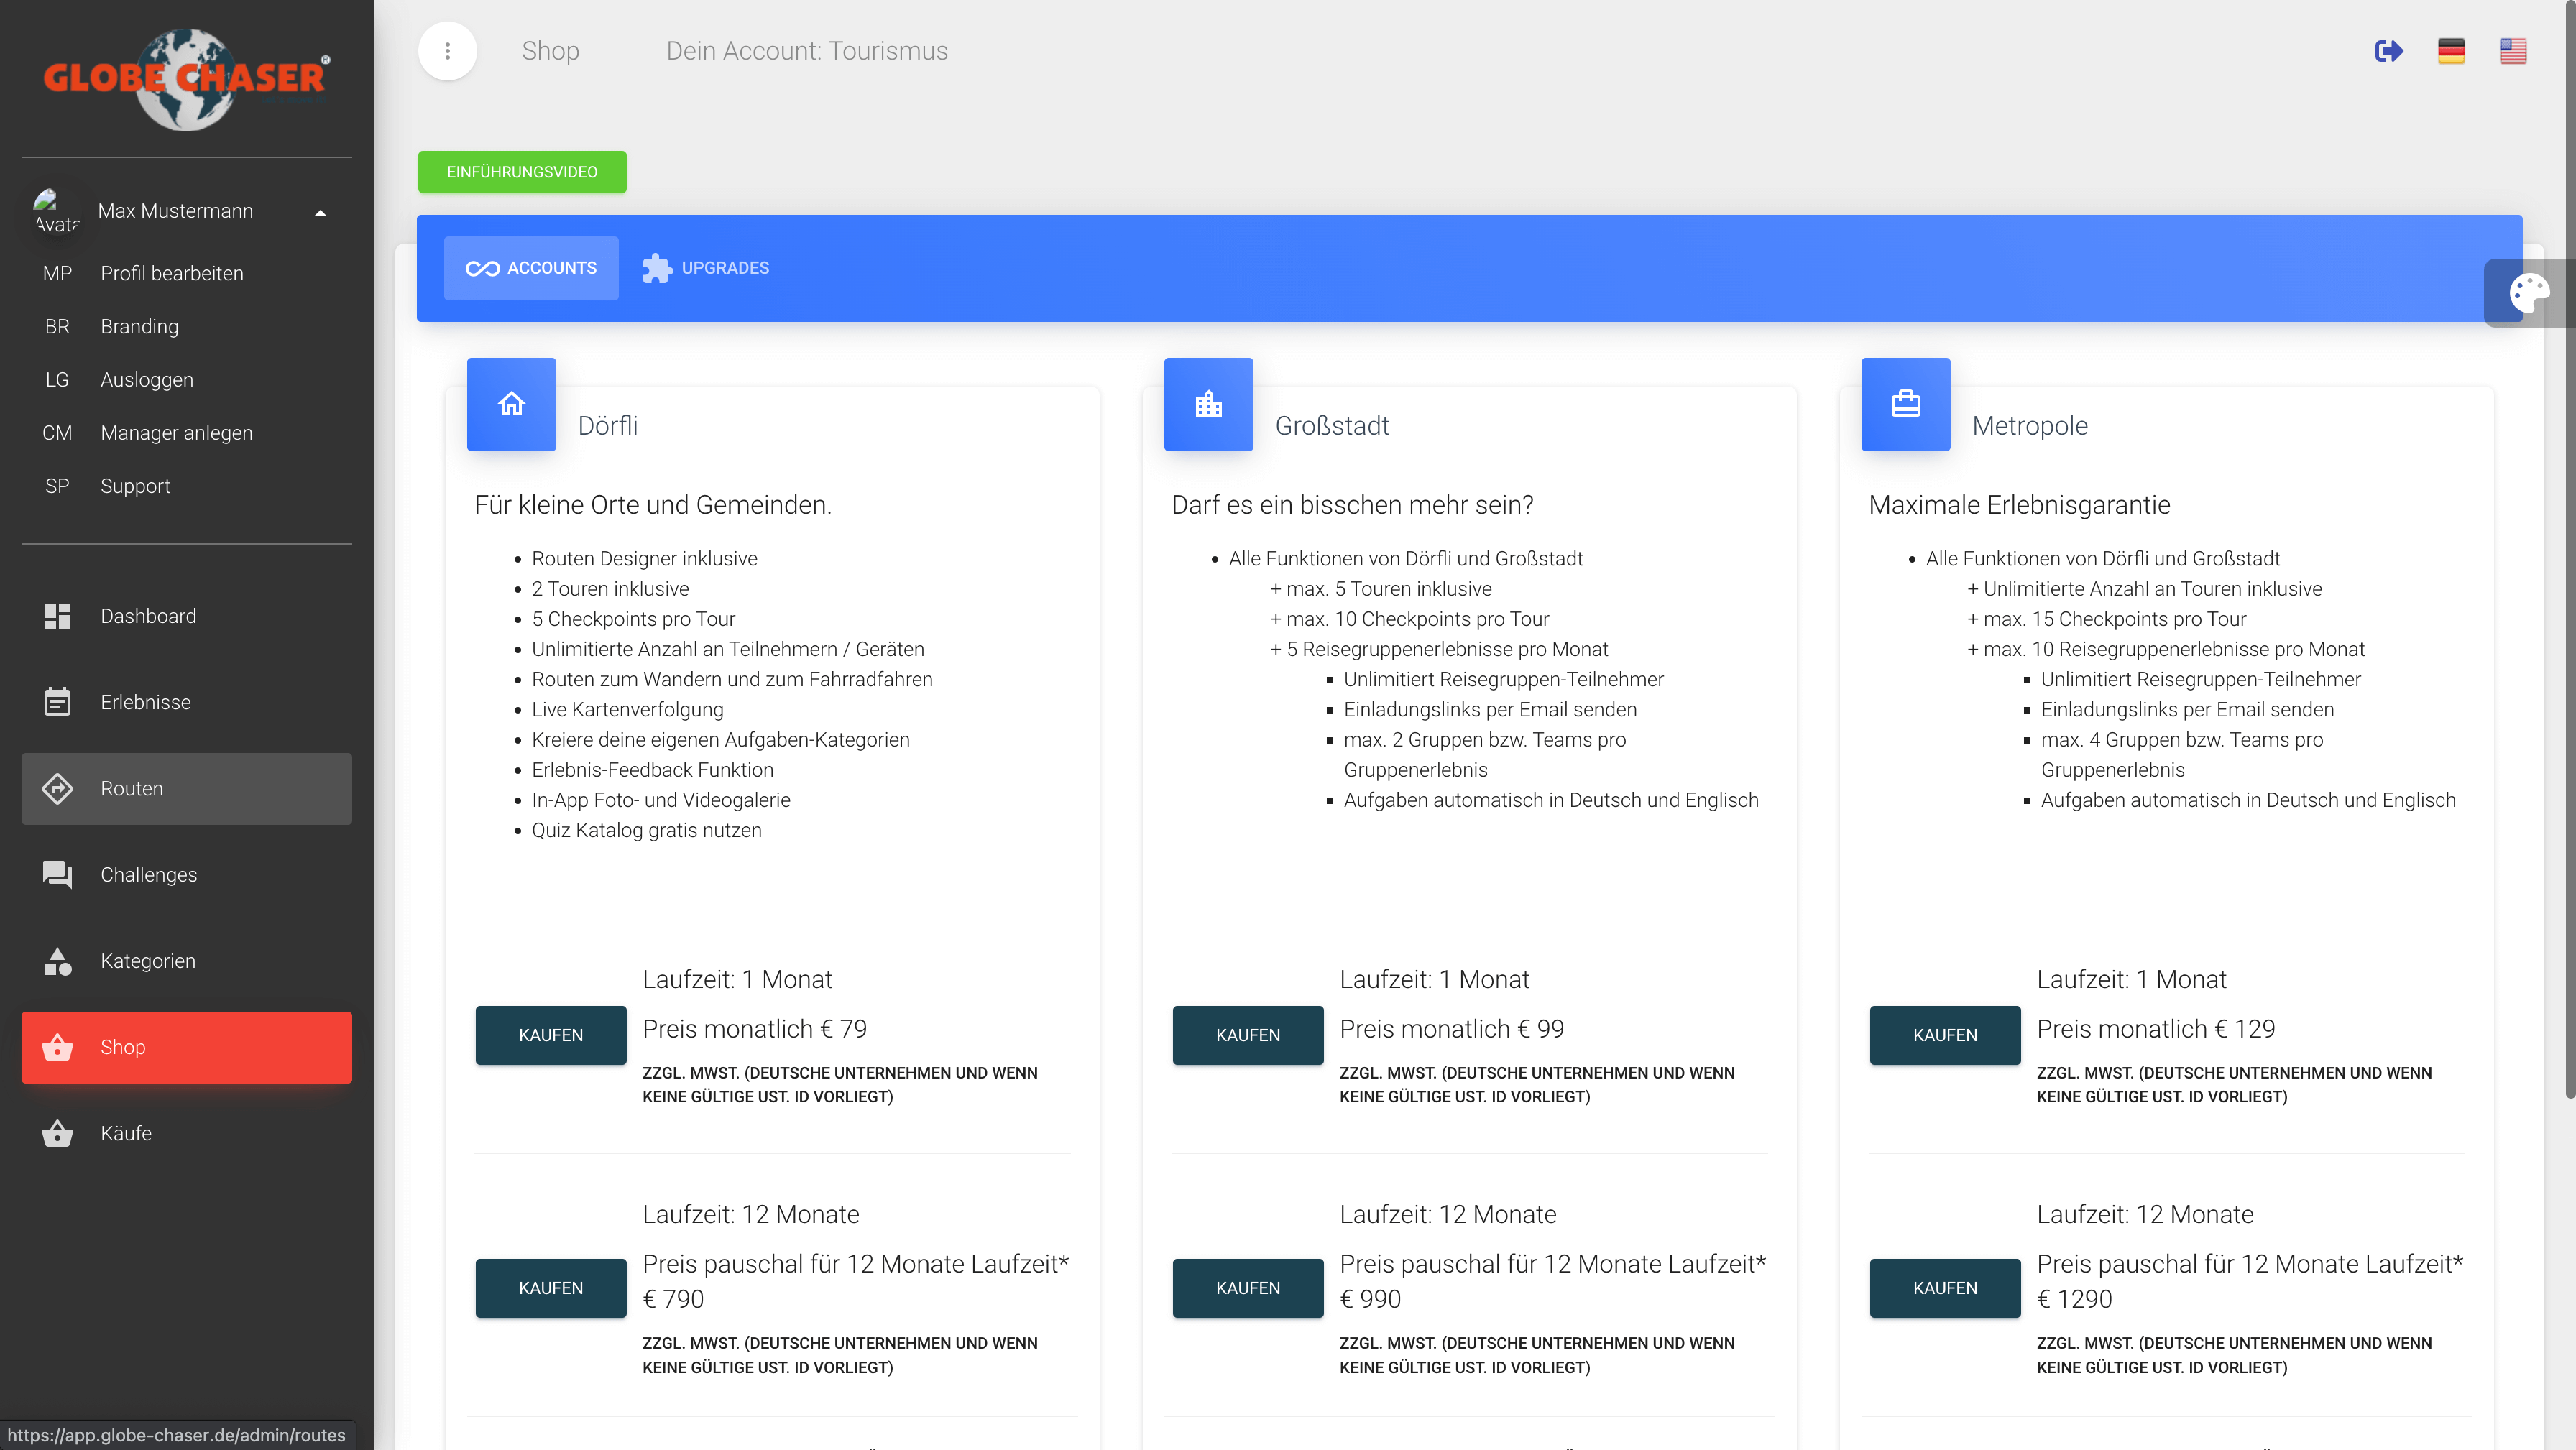 GLOBE CHASER
Max Mustermann
MP Profil bearbeiten
BR Branding
LG Ausloggen
CM Manager anlegen
SP Support
Dashboard
Erlebnisse
Routen
Challenges
Kategorien
Shop
Käufe
https://app.globe-chaser.de/admin/routes
Shop Dein Account: Tourismus
EINFÜHRUNGSVIDEO
ACCOUNTS UPGRADES
Dörfli
Für kleine Orte und Gemeinden.
Routen Designer inklusive
2 Touren inklusive
5 Checkpoints pro Tour
Unlimitierte Anzahl an Teilnehmern / Geräten
Routen zum Wandern und zum Fahrradfahren
Live Kartenverfolgung
Kreiere deine eigenen Aufgaben-Kategorien
Erlebnis-Feedback Funktion
In-App Foto- und Videogalerie
Quiz Katalog gratis nutzen
Laufzeit: 1 Monat
KAUFEN
Preis monatlich € 79
ZZGL. MWST. (DEUTSCHE UNTERNEHMEN UND WENN
KEINE GÜLTIGE UST. ID VORLIEGT)
Laufzeit: 12 Monate
Preis pauschal für 12 Monate Laufzeit*
KAUFEN
€ 790
ZZGL. MWST. (DEUTSCHE UNTERNEHMEN UND WENN
KEINE GÜLTIGE UST. ID VORLIEGT)
Großstadt
Darf es ein bisschen mehr sein?
Alle Funktionen von Dörfli und Großstadt
+ max. 5 Touren inklusive
+ max. 10 Checkpoints pro Tour
+ 5 Reisegruppenerlebnisse pro Monat
Unlimitiert Reisegruppen-Teilnehmer
Einladungslinks per Email senden
max. 2 Gruppen bzw. Teams pro
Gruppenerlebnis
Aufgaben automatisch in Deutsch und Englisch
Laufzeit: 1 Monat
KAUFEN
Preis monatlich € 99
ZZGL. MWST. (DEUTSCHE UNTERNEHMEN UND WENN
KEINE GÜLTIGE UST. ID VORLIEGT)
Laufzeit: 12 Monate
Preis pauschal für 12 Monate Laufzeit*
KAUFEN
€ 990
ZZGL. MWST. (DEUTSCHE UNTERNEHMEN UND WENN
KEINE GÜLTIGE UST. ID VORLIEGT)
Metropole
Maximale Erlebnisgarantie
Alle Funktionen von Dörfli und Großstadt
+ Unlimitierte Anzahl an Touren inklusive
+ max. 15 Checkpoints pro Tour
+ max. 10 Reisegruppenerlebnisse pro Monat
Unlimitiert Reisegruppen-Teilnehmer
Einladungslinks per Email senden
max. 4 Gruppen bzw. Teams pro
Gruppenerlebnis
Aufgaben automatisch in Deutsch und Englisch
Laufzeit: 1 Monat
KAUFEN
Preis monatlich € 129
ZZGL. MWST. (DEUTSCHE UNTERNEHMEN UND WENN
KEINE GÜLTIGE UST. ID VORLIEGT)
Laufzeit: 12 Monate
Preis pauschal für 12 Monate Laufzeit*
KAUFEN
€ 1290
ZZGL. MWST. (DEUTSCHE UNTERNEHMEN UND WENN
KEINE GÜLTIGE UST. ID VORLIEGT)